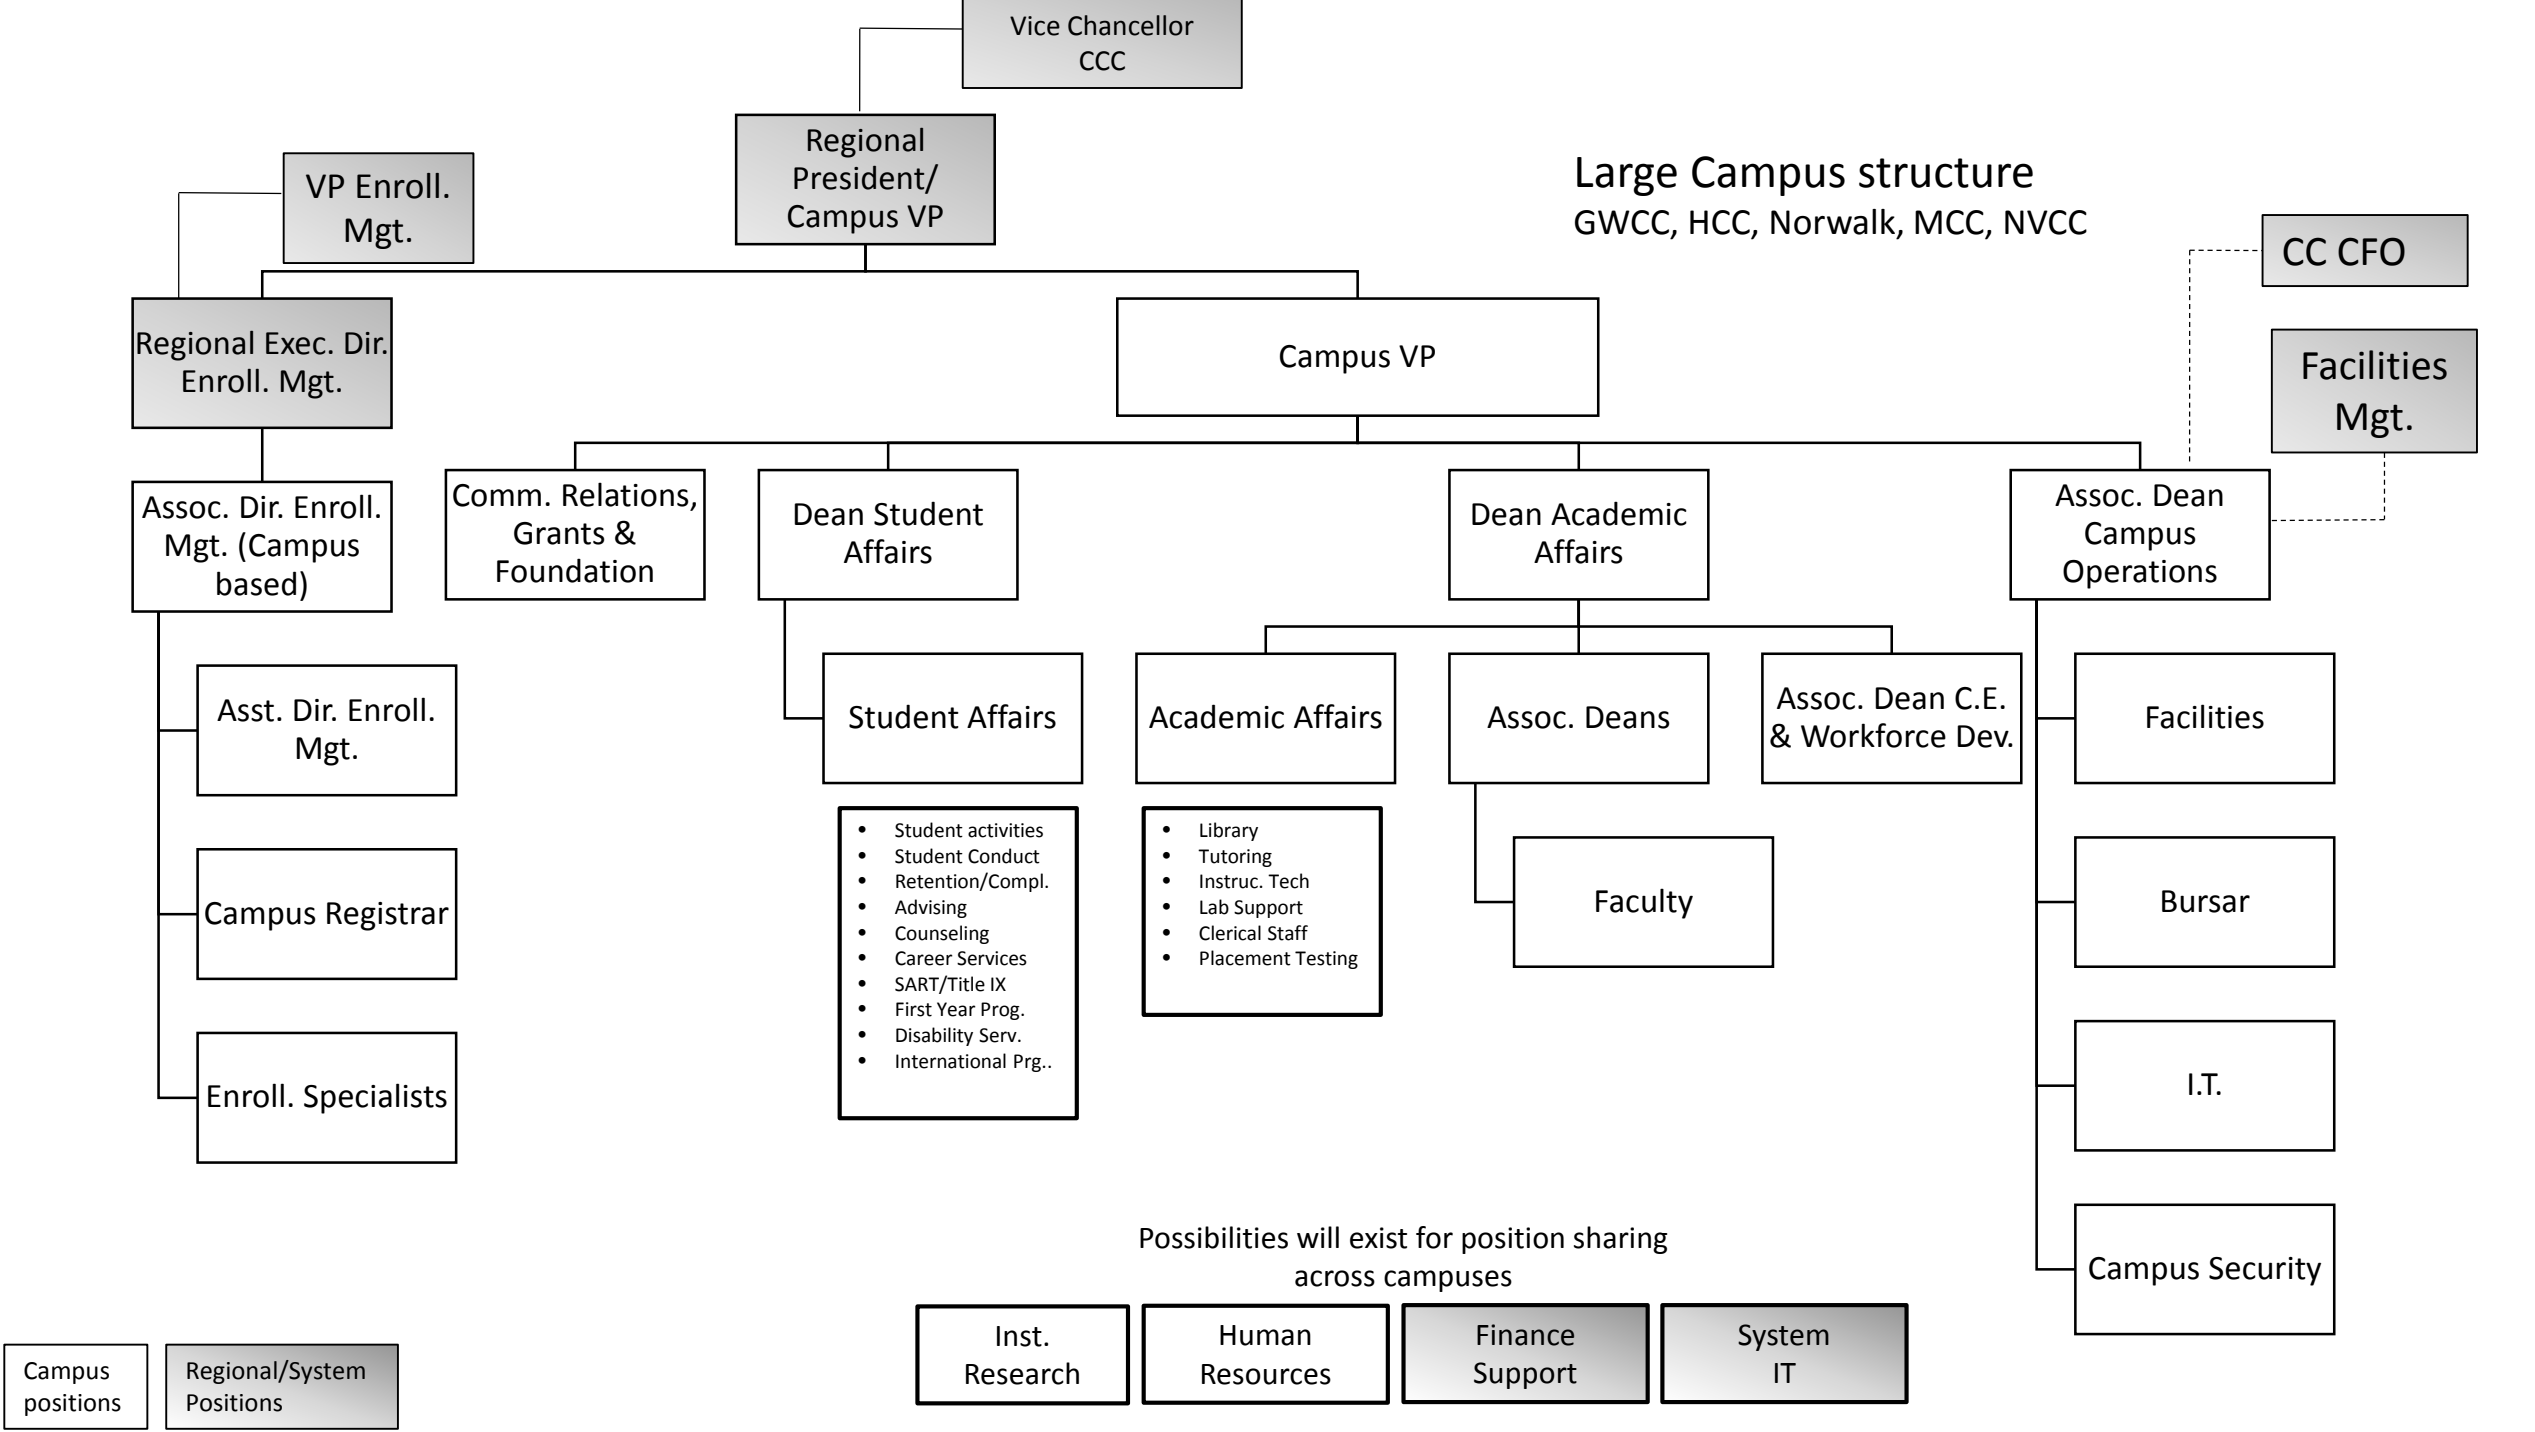 Vice Chancellor
CCC
Regional
President/
Campus VP
VP Enroll.
Mgt.
Large Campus structure
GWCC, HCC, Norwalk, MCC, NVCC
CC CFO
Facilities
Mgt.
Regional Exec. Dir.
Enroll. Mgt.
Campus VP
Assoc. Dir. Enroll.
Mgt. (Campus
based)
Comm. Relations,
Grants &
Foundation
Dean Student
Affairs
Dean Academic
Affairs
Assoc. Dean
Campus
Operations
Asst. Dir. Enroll.
Mgt.
Student Affairs
Academic Affairs
Assoc. Deans
Assoc. Dean C.E.
& Workforce Dev.
Facilities
• Student activities
• Student Conduct
• Retention/Compl.
• Advising
• Counseling
• Career Services
• SART/Title IX
• First Year Prog.
• Disability Serv.
• International Prg..
• Library
• Tutoring
• Instruc. Tech
• Lab Support
• Clerical Staff
• Placement Testing
Faculty
Bursar
Campus Registrar
Enroll. Specialists
I.T.
Campus Security
Possibilities will exist for position sharing
across campuses
Inst.
Research
Human
Resources
Finance
Support
System
IT
Campus
positions
Regional/System
Positions